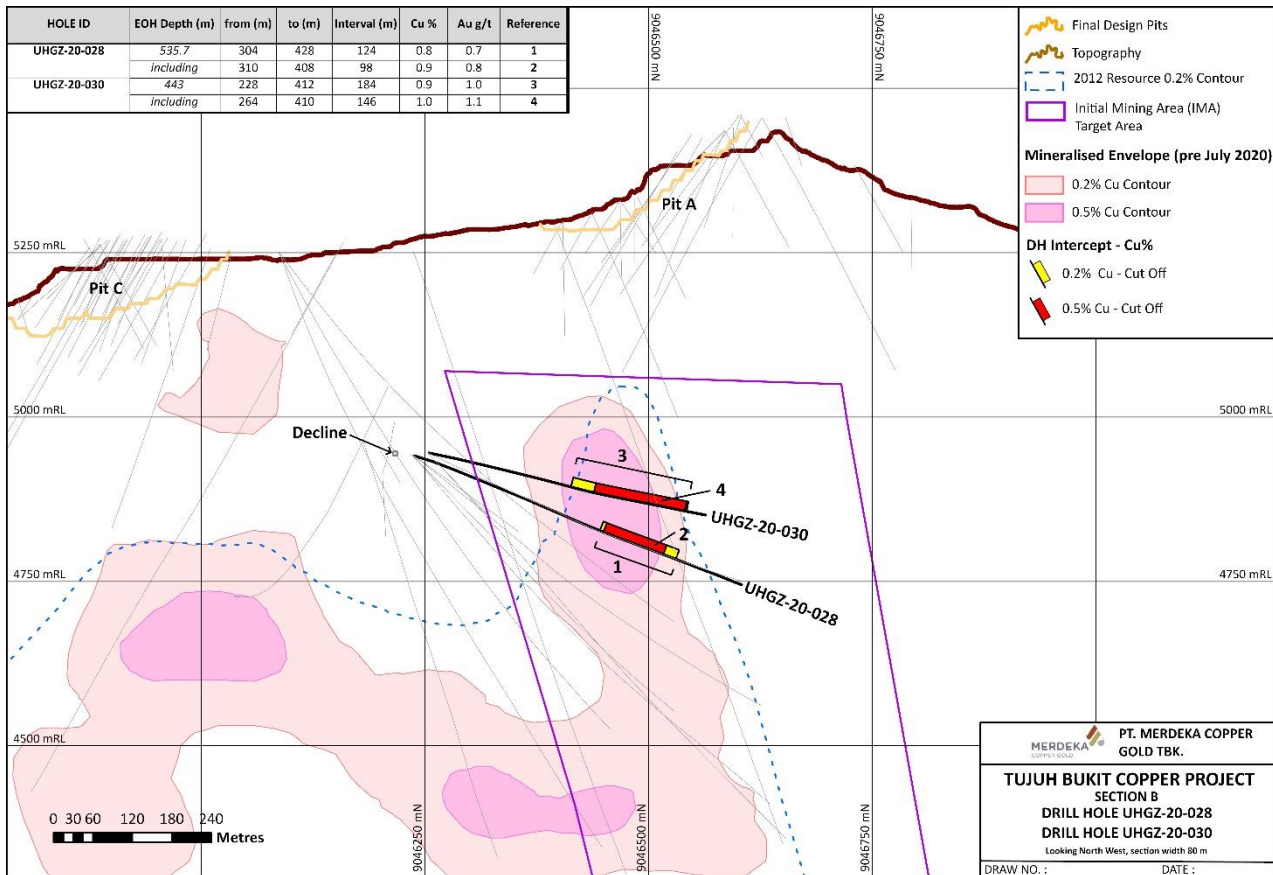 HOLE ID EOH Depth (m) from (m) to (m) Interval (m) Cu % Au g/t Reference
UHGZ-20-028 535.7 304 428 124 0.8 0.7 1
including 310 408 98 0.9 0.8 2
UHGZ-20-030 443 228 412 184 0.9 1.0 3
including 264 410 146 1.0 1.1 4
9046500 mN
9046750 mN
Final Design Pits
Topography
2012 Resource 0.2% Contour
Initial Mining Area (IMA)
Target Area
Mineralised Envelope (pre July 2020)
0.2% Cu Contour
0.5% Cu Contour
DH Intercept - Cu%
0.2% Cu - Cut Off
0.5% Cu - Cut Off
Pit A
5250 mRL
Pit C
5000 mRL
5000 mRL
Decline
3
4
UHGZ-20-030
2
1
UHGZ-20-028
4750 mRL
4750 mRL
4500 mRL
4500 mRL
9046250 mN
9046500 mN
9046750 mN
0 30 60 120 180 240
Metres
MERDEKA
COPPER GOLD
PT. MERDEKA COPPER
GOLD TBK.
TUJUH BUKIT COPPER PROJECT
SECTION B
DRILL HOLE UHGZ-20-028
DRILL HOLE UHGZ-20-030
Looking North West, section width 80 m
DRAW NO. : DATE :